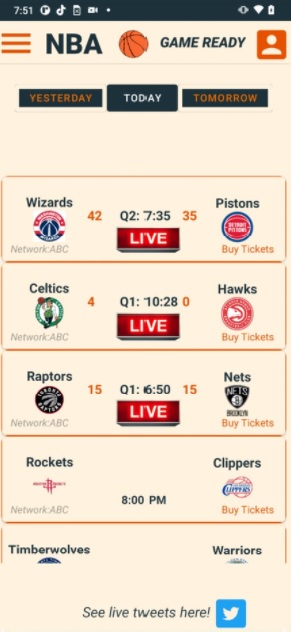 7:51
NBA GAME READY
YESTERDAY TODAY TOMORROW
Wizards 42 Q2: 7:35 35 Pistons
LIVE
Network:ABC Buy Tickets
Celtics 4 Q1: 10:28 0 Hawks
LIVE
Network:ABC Buy Tickets
Raptors 15 Q1: 6:50 15 Nets
LIVE
BROOKLYN
Network:ABC Buy Tickets
Rockets Clippers
8:00 PM
Network:ABC Buy Tickets
Timberwolves Warriors
See live tweets here!